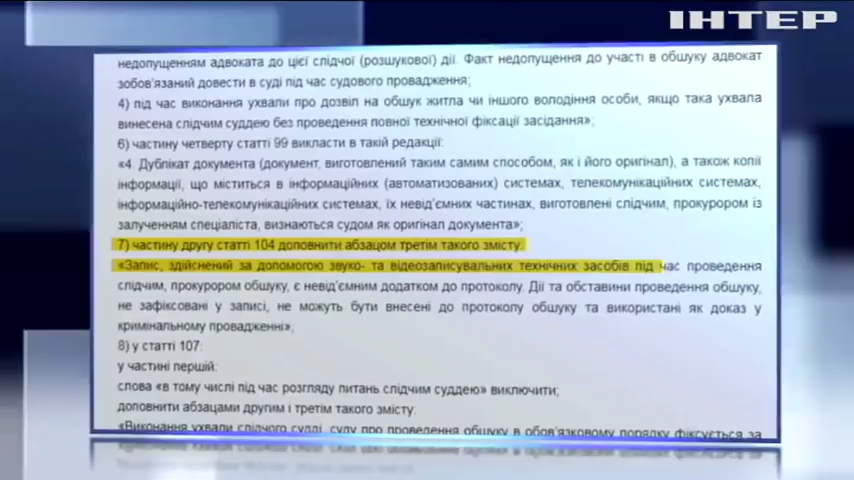 ІНТЕР
недопущенням адвоката до цієї слідчої (розшукової) дії. Факт недопущення до участі в обшуку адвокат
зобов'язаний довести в суді під час судового провадження;
4) під час виконання ухвали про дозвіл на обшук житла чи іншого володіння особи, якщо така ухвала
винесена слідчим суддею без проведення повної технічної фіксації засідання»;
6) частину четверту статті 99 викласти в такій редакції:
«4. Дублікат документа (документ, виготовлений таким самим способом, як і його оригінал), а також копії
інформації, що міститься в інформаційних (автоматизованих) системах, телекомунікаційних системах,
інформаційно-телекомунікаційних системах, їх невід'ємних частинах, виготовлені слідчим, прокурором із
залученням спеціаліста, визнаються судом як оригінал документа»;
7) частину другу статті 104 доповнити абзацом третім такого змісту:
«Запис, здійснений за допомогою звуко- та відеозаписувальних технічних засобів під час проведення
слідчим, прокурором обшуку, є невід'ємним додатком до протоколу. Дії та обставини проведення обшуку,
не зафіксовані у записі, не можуть бути внесені до протоколу обшуку та використані як доказ у
кримінальному провадженні»;
8) у статті 107:
у частині першій:
слова «в тому числі під час розгляду питань слідчим суддею» виключити;
доповнити абзацами другим і третім такого змісту:
«Виконання ухвали слідчого судді, суду про проведення обшуку в обов'язковому порядку фіксується за